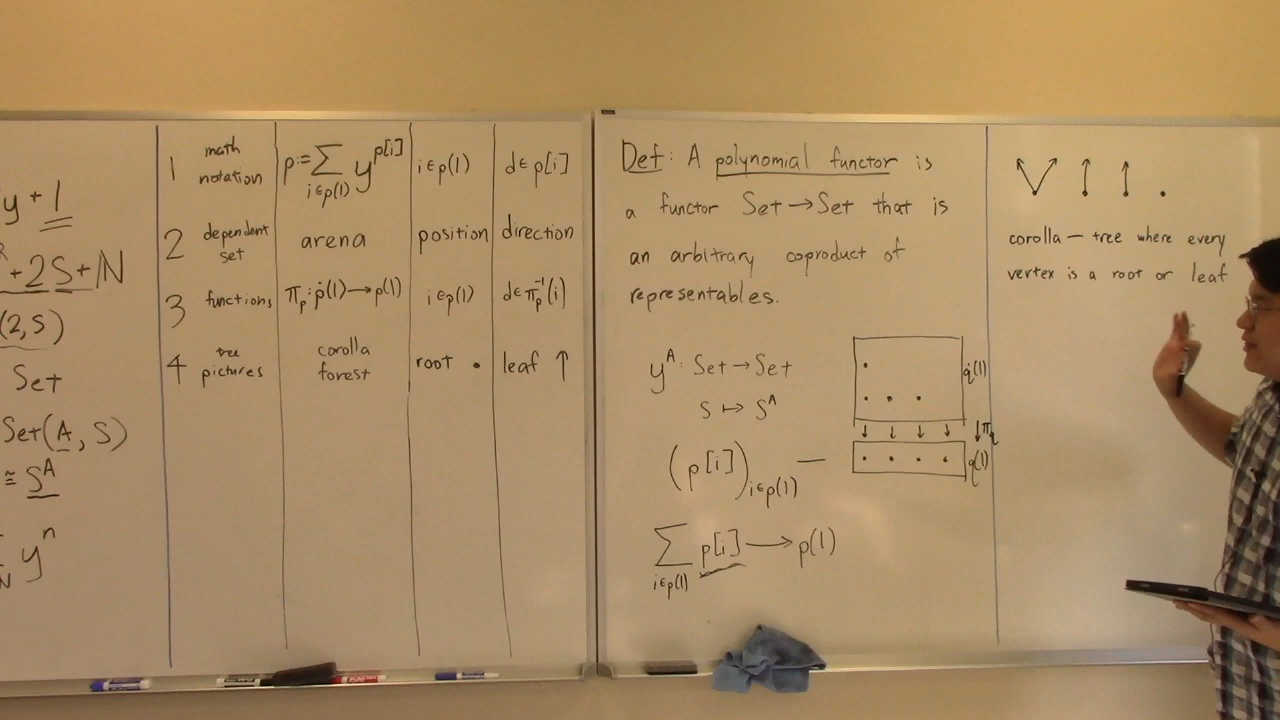 y + 1
+ 2S + N
(2, S)
Set
Set(A, S)
≅ S^A
y^n
N
1 math notation p := ∑_{i∈p(1)} y^{p[i]} i∈p(1) d∈p[i]
2 dependent set arena position direction
3 functions π_p : ṗ(1) → p(1) i∈p(1) d∈π_p^{-1}(i)
4 tree pictures corolla forest root • leaf ↑
Def: A polynomial functor is
a functor Set → Set that is
an arbitrary coproduct of
representables.
y^A : Set → Set
S ↦ S^A
(p[i])_{i∈p(1)} —
∑_{i∈p(1)} p[i] → p(1)
q̇(1)
↓ ↓ ↓ ↓ ↓π_q
q(1)
corolla — tree where every
vertex is a root or leaf